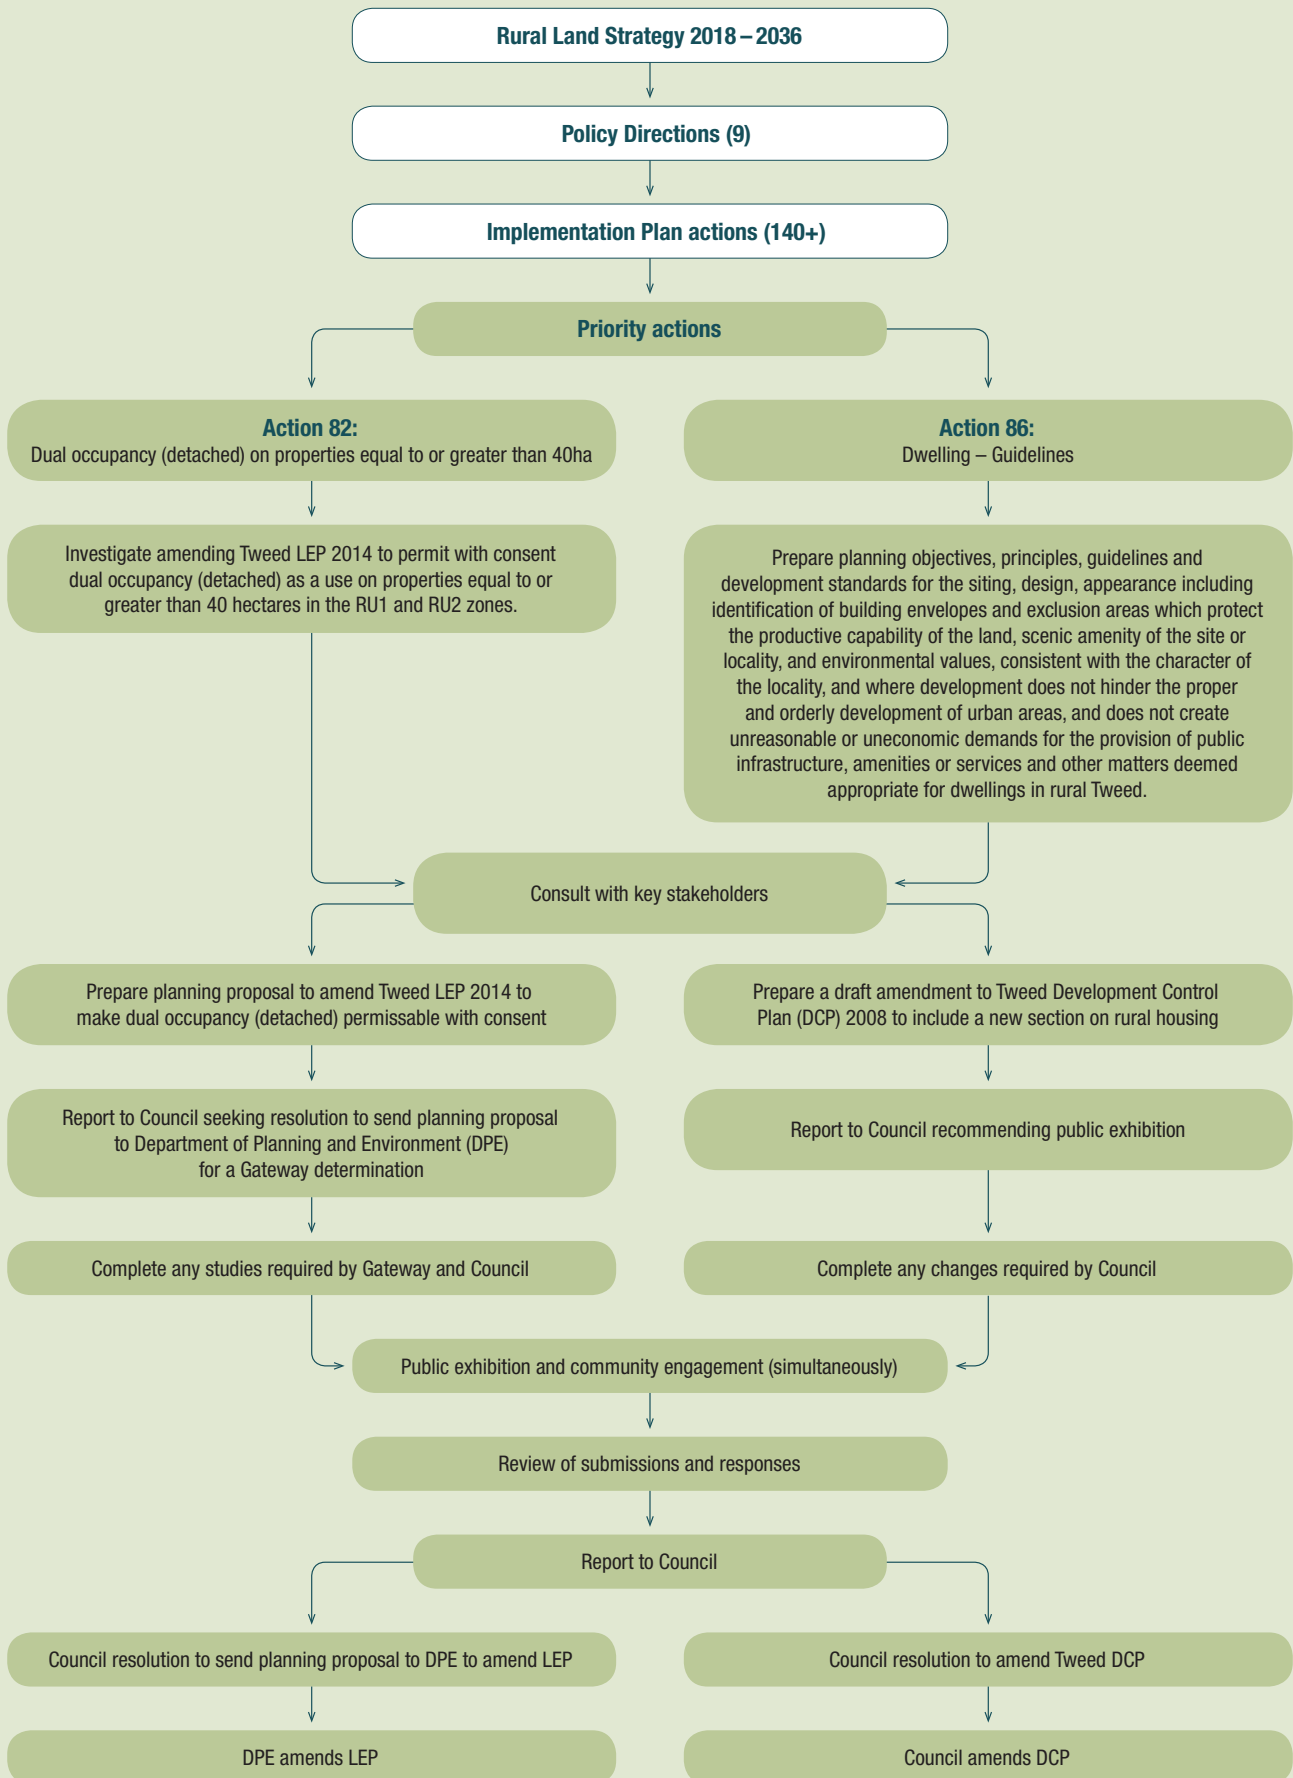 Rural Land Strategy 2018 – 2036
Policy Directions (9)
Implementation Plan actions (140+)
Priority actions
Action 82:
Dual occupancy (detached) on properties equal to or greater than 40ha
Action 86:
Dwelling – Guidelines
Investigate amending Tweed LEP 2014 to permit with consent
dual occupancy (detached) as a use on properties equal to or
greater than 40 hectares in the RU1 and RU2 zones.
Prepare planning objectives, principles, guidelines and
development standards for the siting, design, appearance including
identification of building envelopes and exclusion areas which protect
the productive capability of the land, scenic amenity of the site or
locality, and environmental values, consistent with the character of
the locality, and where development does not hinder the proper
and orderly development of urban areas, and does not create
unreasonable or uneconomic demands for the provision of public
infrastructure, amenities or services and other matters deemed
appropriate for dwellings in rural Tweed.
Consult with key stakeholders
Prepare planning proposal to amend Tweed LEP 2014 to
make dual occupancy (detached) permissable with consent
Prepare a draft amendment to Tweed Development Control
Plan (DCP) 2008 to include a new section on rural housing
Report to Council seeking resolution to send planning proposal
to Department of Planning and Environment (DPE)
for a Gateway determination
Report to Council recommending public exhibition
Complete any studies required by Gateway and Council
Complete any changes required by Council
Public exhibition and community engagement (simultaneously)
Review of submissions and responses
Report to Council
Council resolution to send planning proposal to DPE to amend LEP
Council resolution to amend Tweed DCP
DPE amends LEP
Council amends DCP